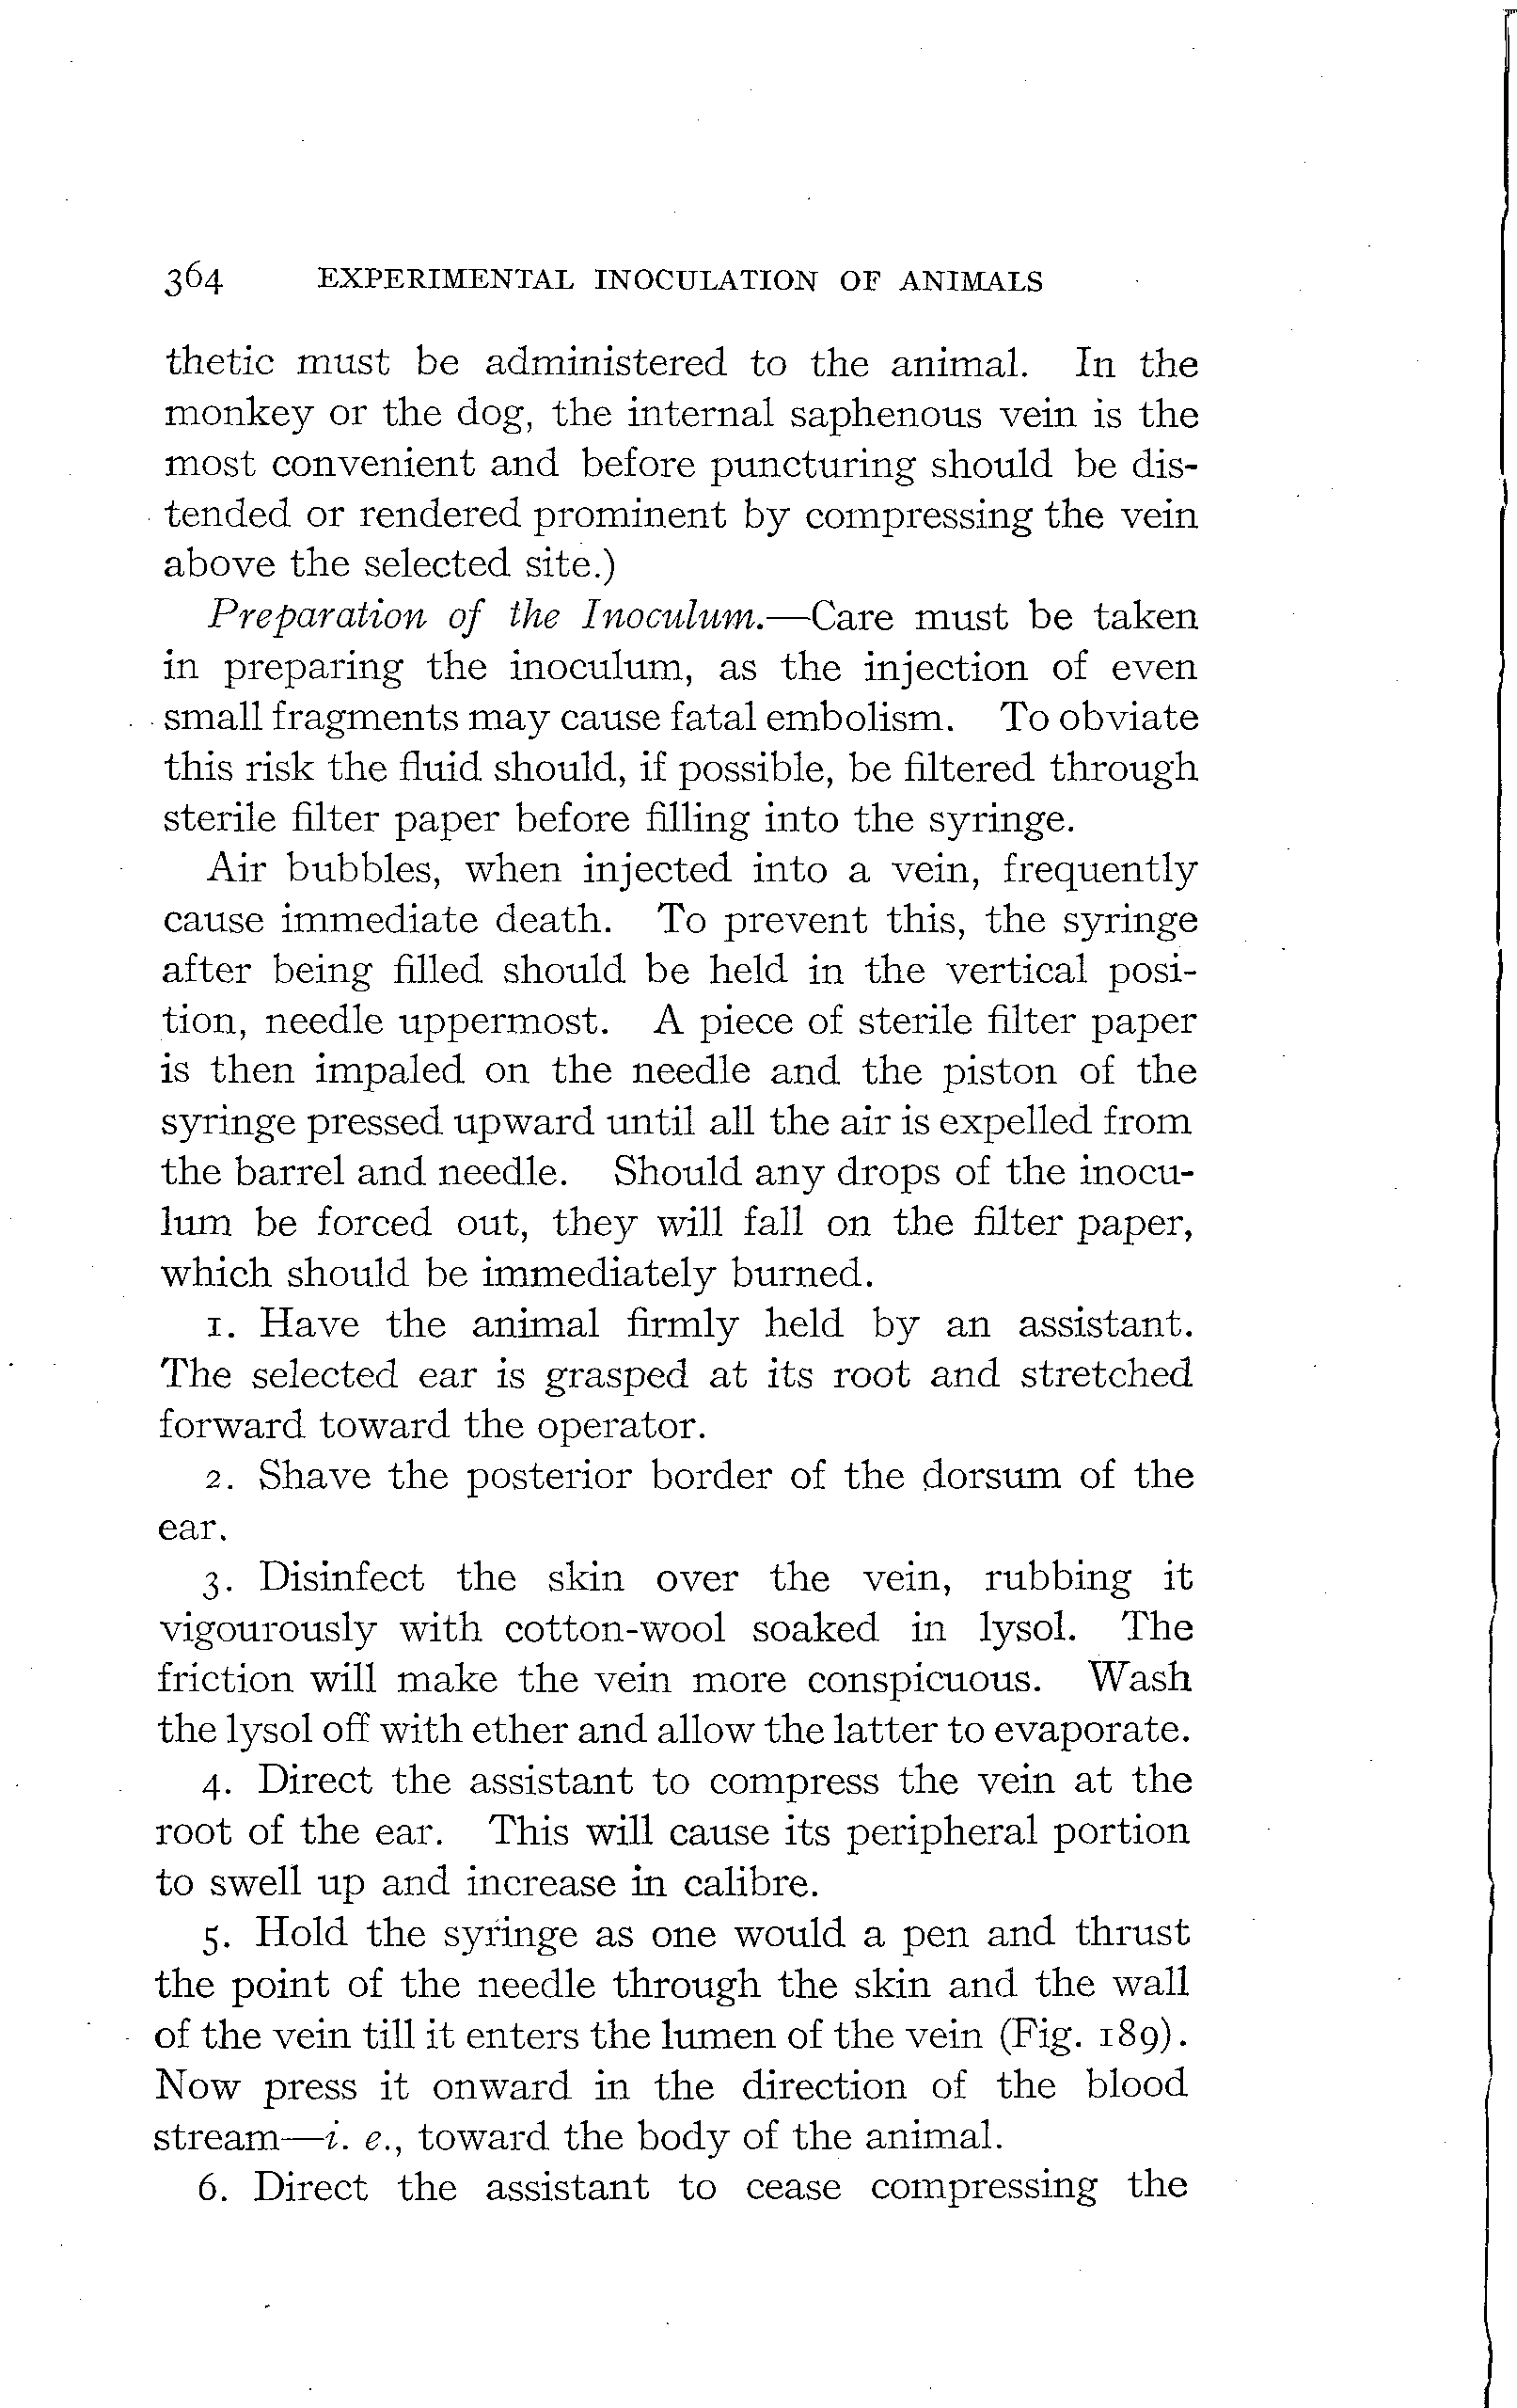 364 EXPERIMENTAL INOCULATION OF ANIMALS
thetic must be administered to the animal. In the
monkey or the dog, the internal saphenous vein is the
most convenient and before puncturing should be dis-
tended or rendered prominent by compressing the vein
above the selected site.)
Preparation of the Inoculum.—Care must be taken
in preparing the inoculum, as the injection of even
small fragments may cause fatal embolism. To obviate
this risk the fluid should, if possible, be filtered through
sterile filter paper before filling into the syringe.
Air bubbles, when injected into a vein, frequently
cause immediate death. To prevent this, the syringe
after being filled should be held in the vertical posi-
tion, needle uppermost. A piece of sterile filter paper
is then impaled on the needle and the piston of the
syringe pressed upward until all the air is expelled from
the barrel and needle. Should any drops of the inocu-
lum be forced out, they will fall on the filter paper,
which should be immediately burned.
1. Have the animal firmly held by an assistant.
The selected ear is grasped at its root and stretched
forward toward the operator.
2. Shave the posterior border of the dorsum of the
ear.
3. Disinfect the skin over the vein, rubbing it
vigourously with cotton-wool soaked in lysol. The
friction will make the vein more conspicuous. Wash
the lysol off with ether and allow the latter to evaporate.
4. Direct the assistant to compress the vein at the
root of the ear. This will cause its peripheral portion
to swell up and increase in calibre.
5. Hold the syringe as one would a pen and thrust
the point of the needle through the skin and the wall
of the vein till it enters the lumen of the vein (Fig. 189).
Now press it onward in the direction of the blood
stream—i. e., toward the body of the animal.
6. Direct the assistant to cease compressing the